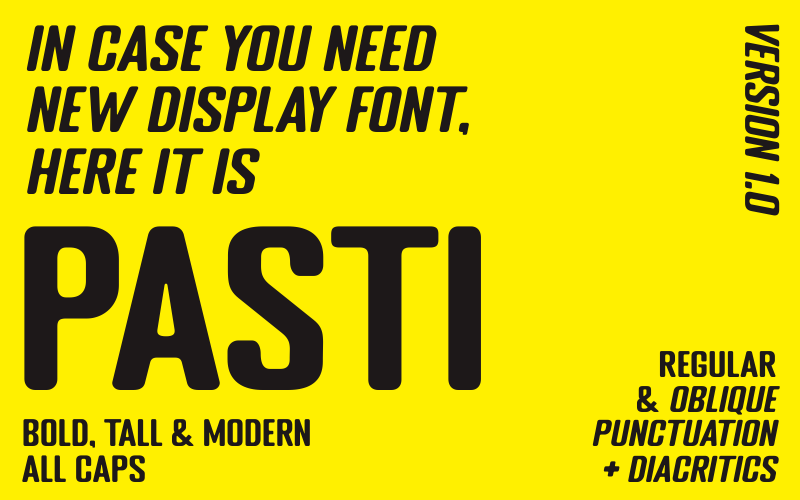 IN CASE YOU NEED
NEW DISPLAY FONT,
HERE IT IS
PASTI
BOLD, TALL & MODERN
ALL CAPS
VERSION 1.0
REGULAR
& OBLIQUE
PUNCTUATION
+ DIACRITICS